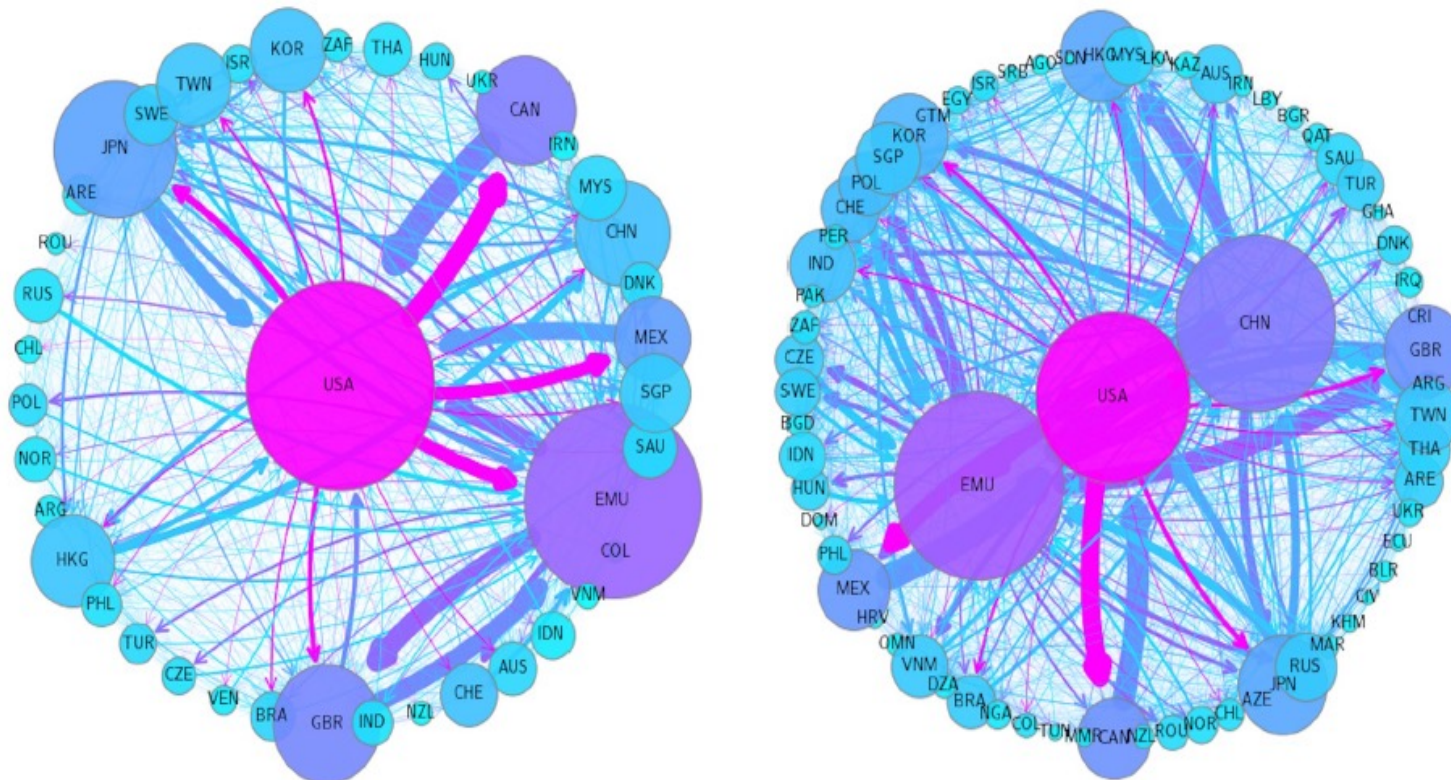 KOR
ZAF
THA
HUN
ISR
TWN
UKR
CAN
SWE
JPN
IRN
MYS
ARE
CHN
ROU
DNK
RUS
MEX
CHL
USA
SGP
POL
SAU
NOR
EMU
ARG
COL
HKG
VNM
PHL
IDN
TUR
AUS
CZE
CHE
VEN
BRA
GBR
IND
NZL
HKG
MYS
SDN
LKA
AGO
KAZ
SRB
AUS
ISR
IRN
EGY
LBY
GTM
BGR
KOR
QAT
SGP
SAU
POL
TUR
CHE
GHA
PER
DNK
IND
IRQ
PAK
CRI
ZAF
CHN
GBR
CZE
SWE
ARG
USA
TWN
BGD
IDN
THA
EMU
HUN
ARE
DOM
UKR
PHL
ECU
MEX
BLR
HRV
CIV
OMN
KHM
VNM
MAR
DZA
RUS
BRA
JPN
NGA
AZE
COL
CHL
TUN
NOR
MMR
ROU
CAN
NZL